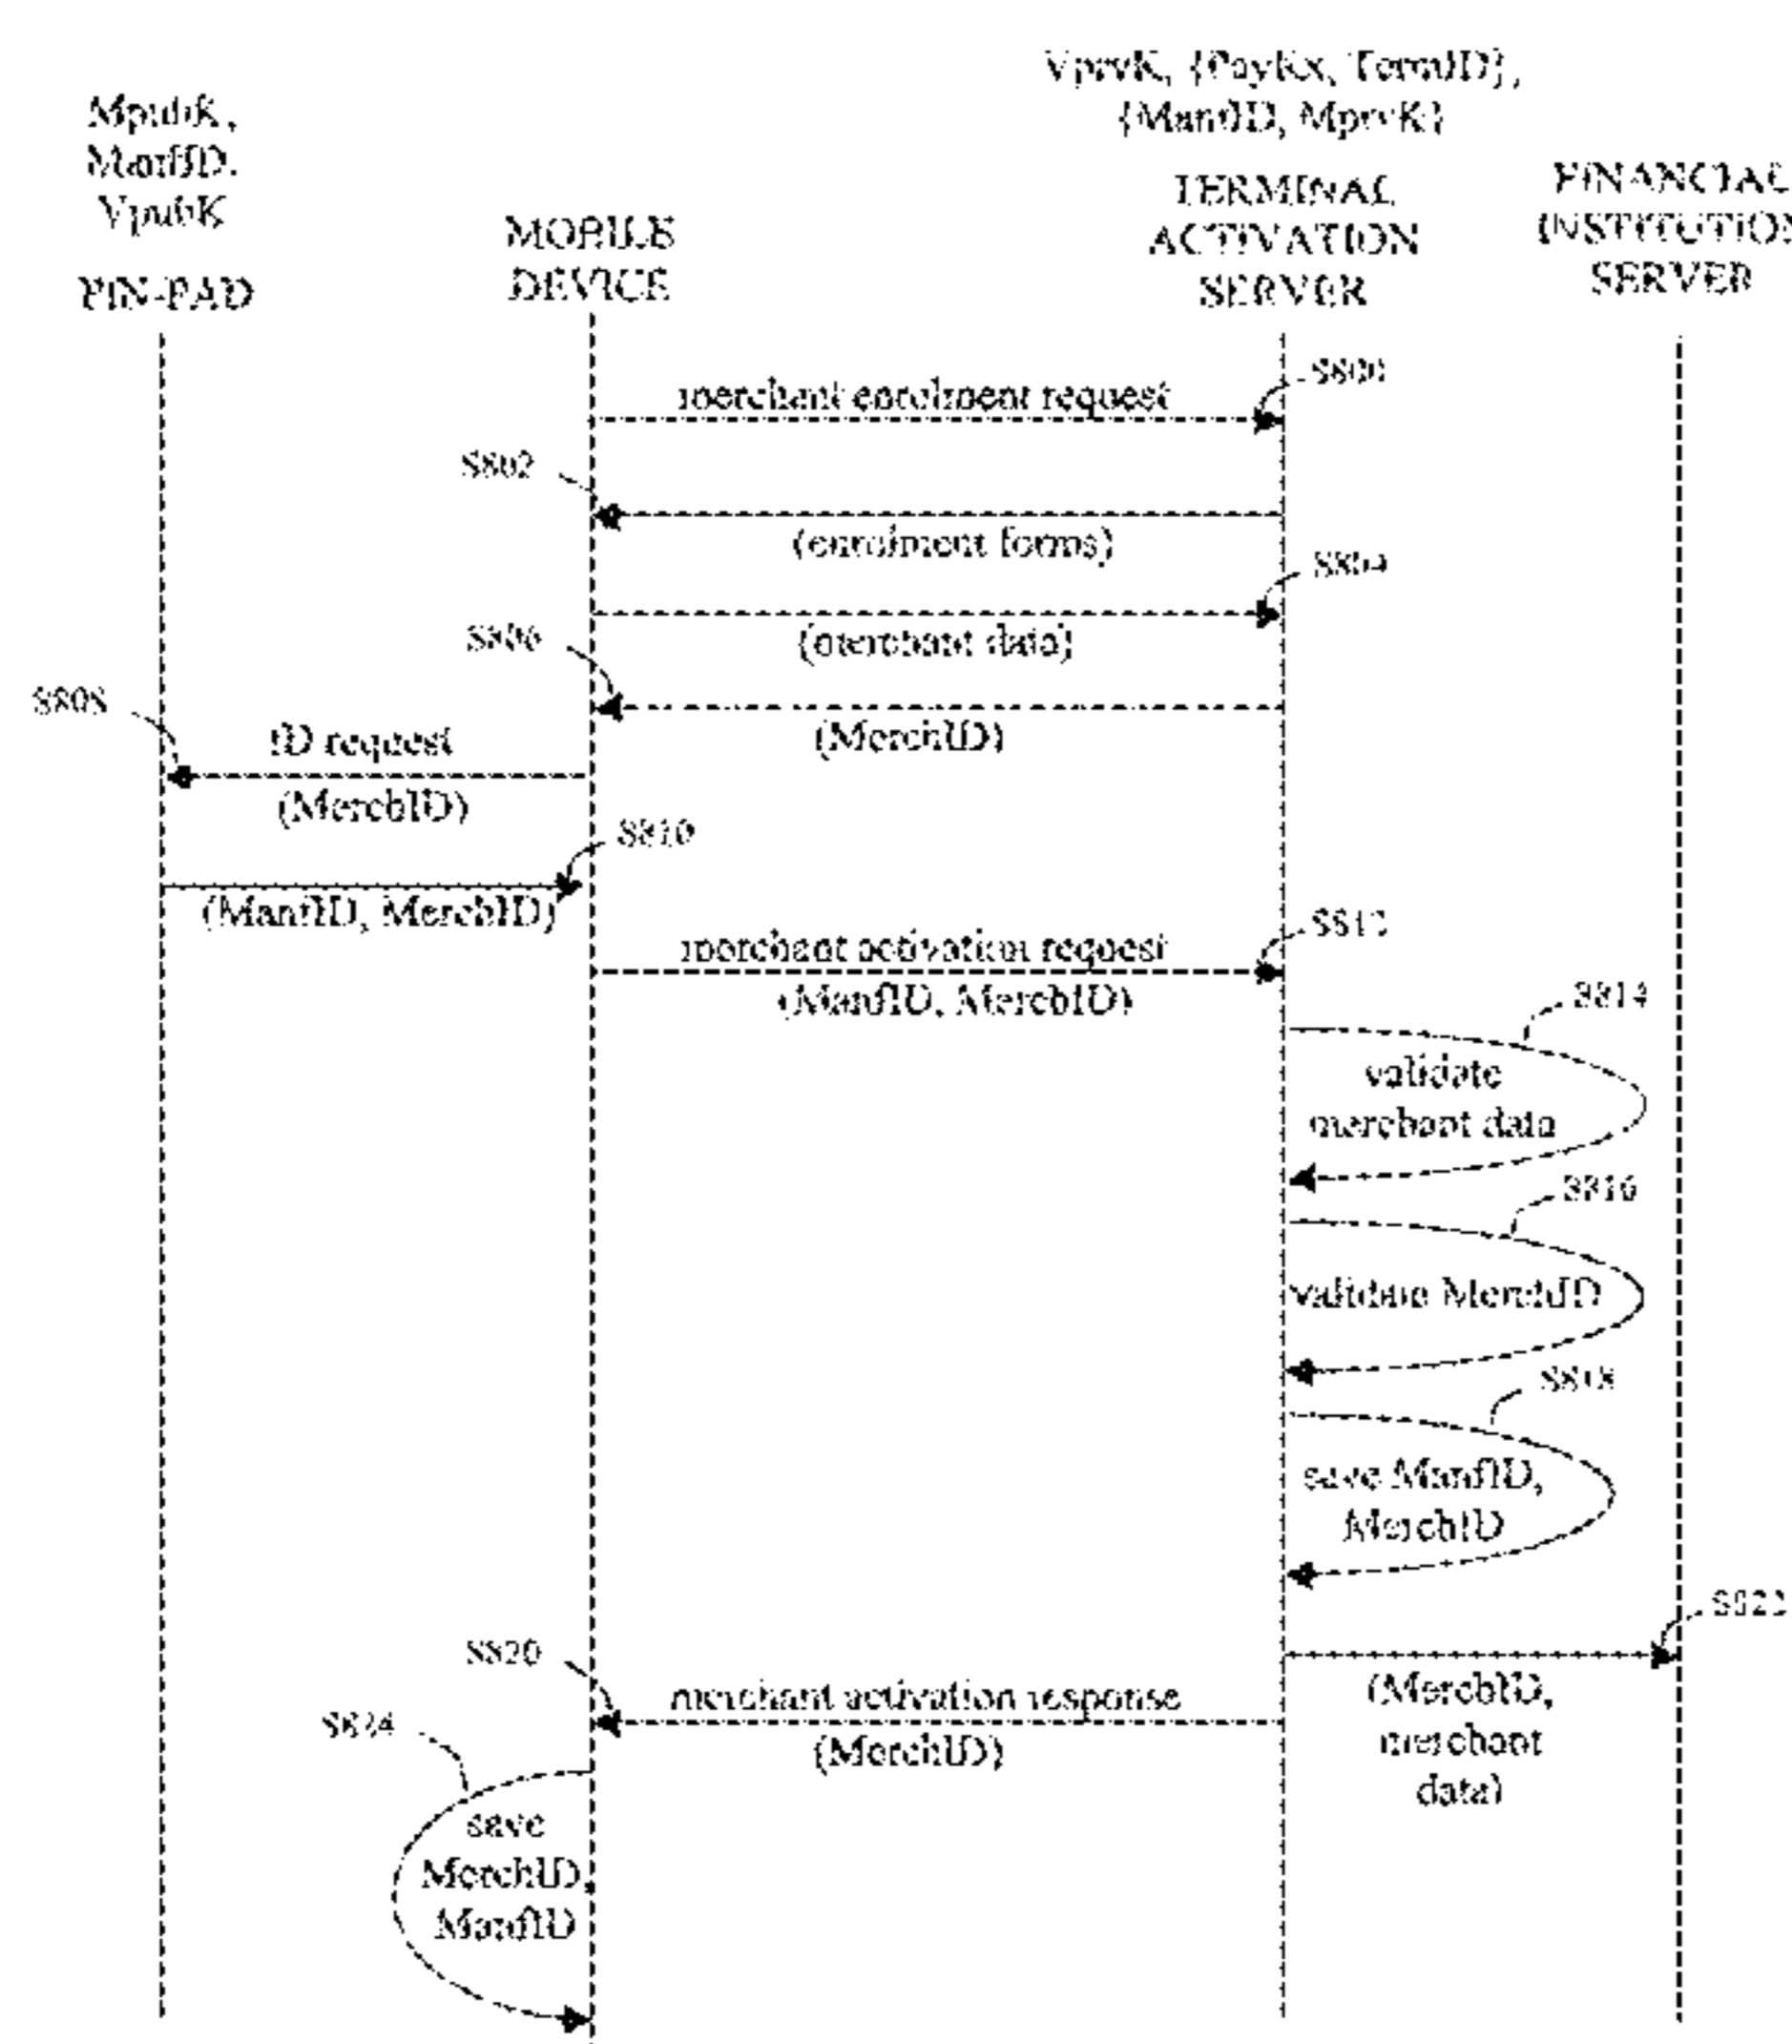 VprvK, {PayKx, TermID},
{ManfID, MprvK}
MpubK,
ManfID,
VpubK
PIN-PAD
MOBILE
DEVICE
TERMINAL
ACTIVATION
SERVER
FINANCIAL
INSTITUTION
SERVER
S800
merchant enrolment request
S802
(enrolment forms)
S804
(merchant data)
S806
(MerchID)
S808
ID request
(MerchID)
S810
(ManfID, MerchID)
S812
merchant activation request
(ManfID, MerchID)
S814
validate
merchant data
S816
validate MerchID
S818
save ManfID,
MerchID
S822
(MerchID,
merchant
data)
S820
merchant activation response
(MerchID)
S824
save
MerchID,
ManfID